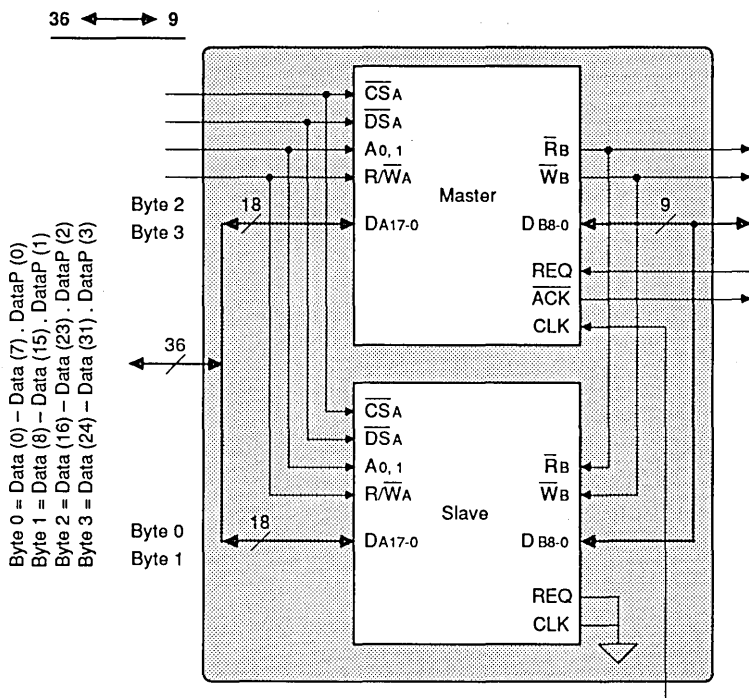 36 9
CSA
DSA
A0, 1
R/WA
RB
WB
Master
Byte 2
Byte 3
18
DA17-0
DB8-0
9
REQ
ACK
CLK
36
Byte 0 = Data (0) – Data (7) . DataP (0)
Byte 1 = Data (8) – Data (15) . DataP (1)
Byte 2 = Data (16) – Data (23) . DataP (2)
Byte 3 = Data (24) – Data (31) . DataP (3)
CSA
DSA
A0, 1
R/WA
RB
WB
Slave
Byte 0
Byte 1
18
DA17-0
DB8-0
REQ
CLK